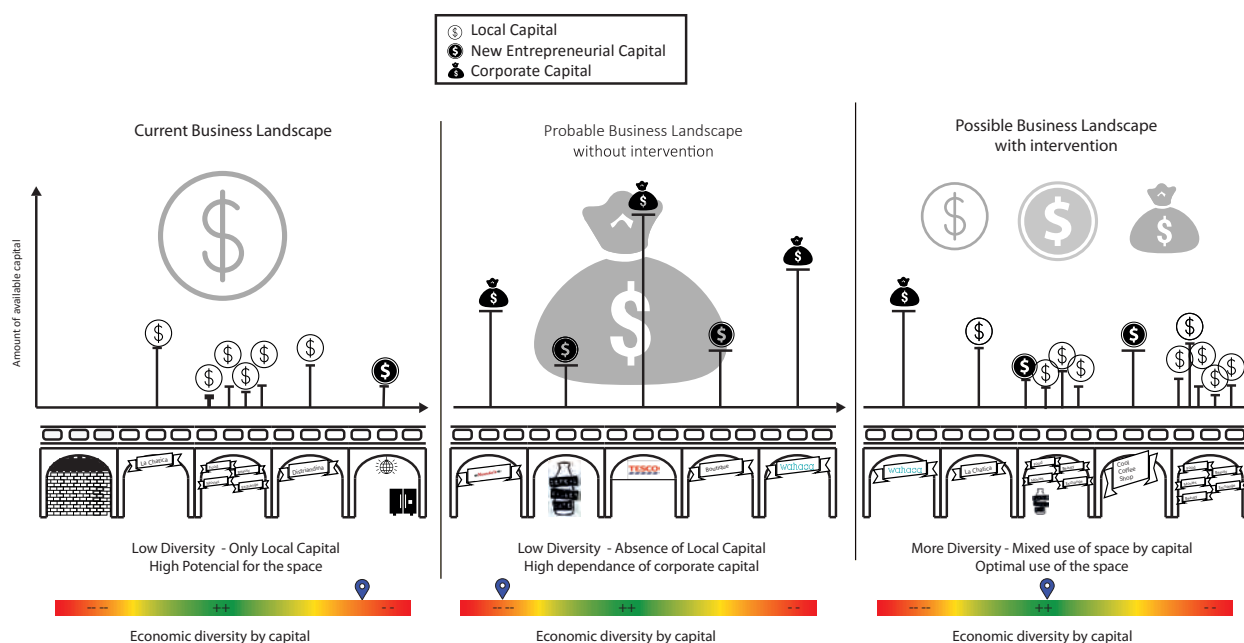 Local Capital
New Entrepreneurial Capital
Corporate Capital
Current Business Landscape
Probable Business Landscape
without intervention
Possible Business Landscape
with intervention
Amount of available capital
La Chatica
Distriandina
Boutique
TESCO
wahaca
wahaca
La Chatica
Cool
Coffee
Shop
Low Diversity - Only Local Capital
High Potencial for the space
Low Diversity - Absence of Local Capital
High dependance of corporate capital
More Diversity - Mixed use of space by capital
Optimal use of the space
-- -- ++ - -
-- -- ++ - -
-- -- ++ - -
Economic diversity by capital
Economic diversity by capital
Economic diversity by capital